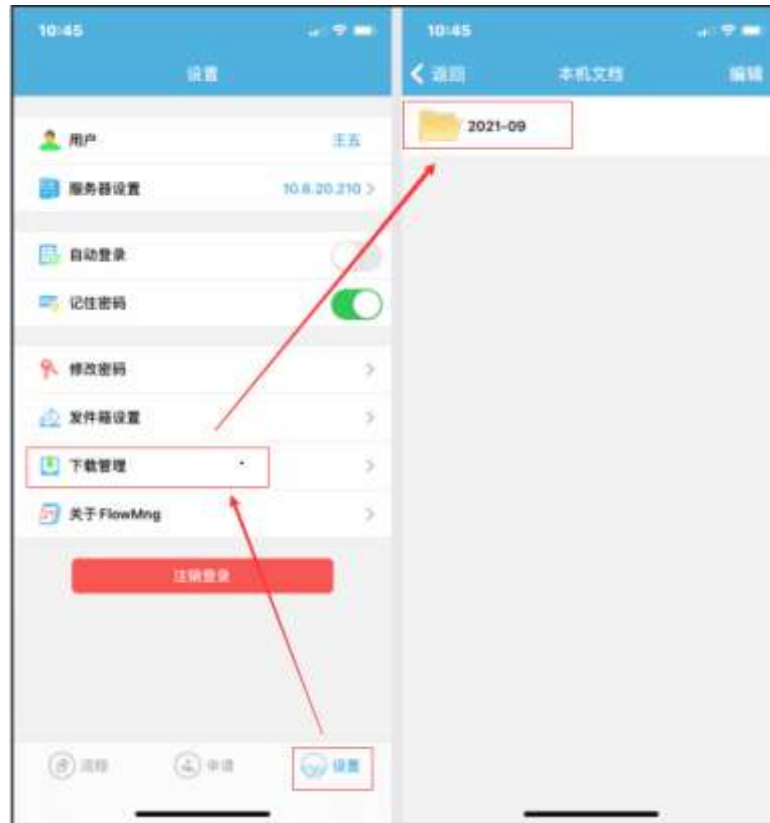 10:45
设置
用户 王五
服务器设置 10.8.20.210
自动登录
记住密码
修改密码
发件箱设置
下载管理
关于 FlowMng
注销登录
流程 申请 设置
10:45
返回 本机文档 编辑
2021-09